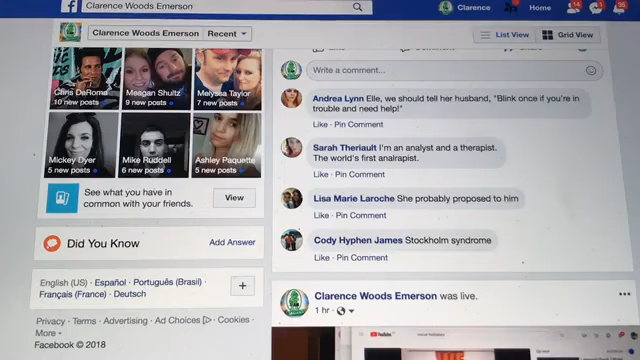 Clarence Woods Emerson
Clarence
Home
14
1
35
Clarence Woods Emerson
Recent
List View
Grid View
Write a comment...
Chris DeRoma
10 new posts
Meagan Shultz
9 new posts
Melyssa Taylor
7 new posts
Andrea Lynn Elle, we should tell her husband, "Blink once if you're in
trouble and need help!"
Like · Pin Comment
Sarah Theriault I'm an analyst and a therapist.
The world's first analrapist.
Like · Pin Comment
Mickey Dyer
5 new posts
Mike Ruddell
6 new posts
Ashley Paquette
5 new posts
See what you have in
common with your friends.
View
Lisa Marie Laroche She probably proposed to him
Like · Pin Comment
Did You Know
Add Answer
Cody Hyphen James Stockholm syndrome
Like · Pin Comment
English (US) · Español · Português (Brasil) ·
Français (France) · Deutsch
+
Clarence Woods Emerson was live.
1 hr ·
Privacy · Terms · Advertising · Ad Choices · Cookies ·
More
Facebook © 2018